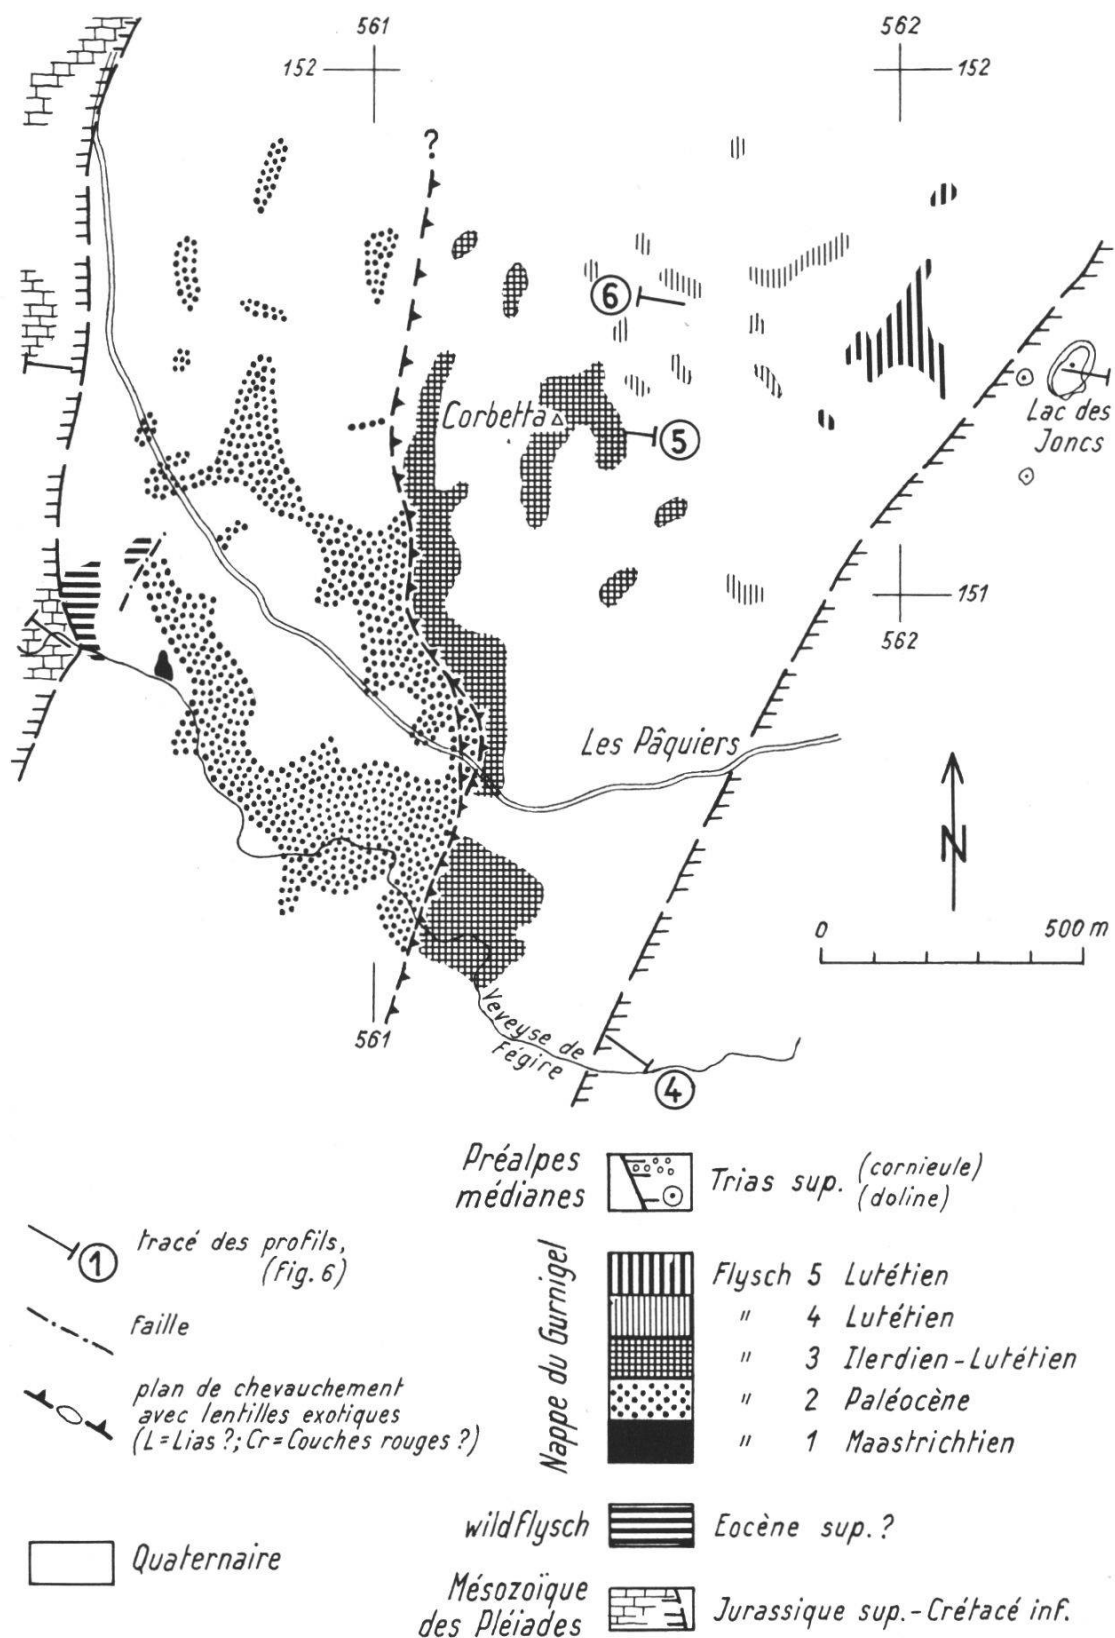 561
562
152
152
?
6
Corbetta
5
Lac des
Joncs
151
562
Les Pâquiers
N
0
500 m
561
Veveyse de
Fégire
4
Préalpes
médianes
Trias sup. (cornieule)
(doline)
1
tracé des profils,
(Fig. 6)
faille
plan de chevauchement
avec lentilles exotiques
(L = Lias ?; Cr = Couches rouges ?)
Quaternaire
Nappe du Gurnigel
Flysch 5 Lutétien
" 4 Lutétien
" 3 Ilerdien-Lutétien
" 2 Paléocène
" 1 Maastrichtien
wildflysch
Eocène sup. ?
Mésozoïque
des Pléiades
Jurassique sup.-Crétacé inf.